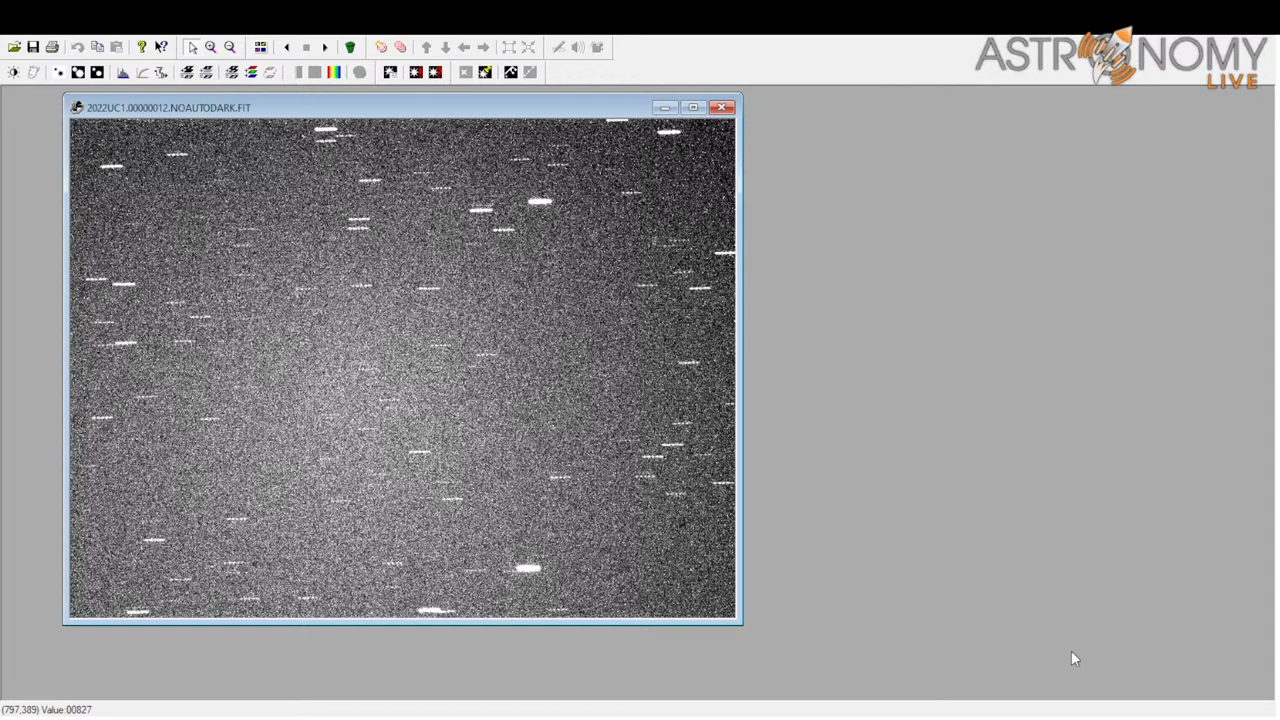 ASTRONOMY
LIVE
2022UC1.00000012.NOAUTODARK.FIT
(797,389) Value:00827